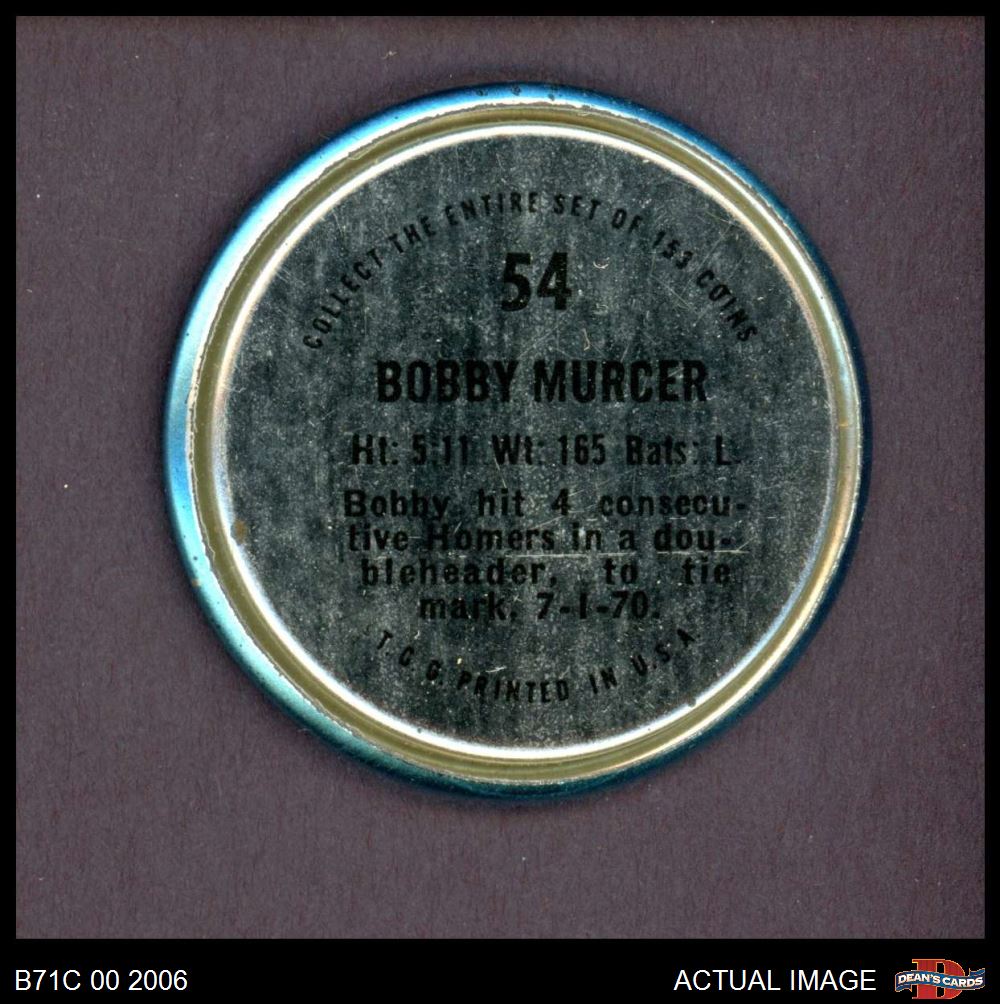 COLLECT THE ENTIRE SET OF 153 COINS
54
BOBBY MURCER
Ht: 5:11 Wt: 165 Bats: L.
Bobby hit 4 consecu-
tive Homers in a dou-
bleheader, to tie
mark, 7-1-70.
T.C.G. PRINTED IN U.S.A.
B71C 00 2006
ACTUAL IMAGE
DEAN'S CARDS